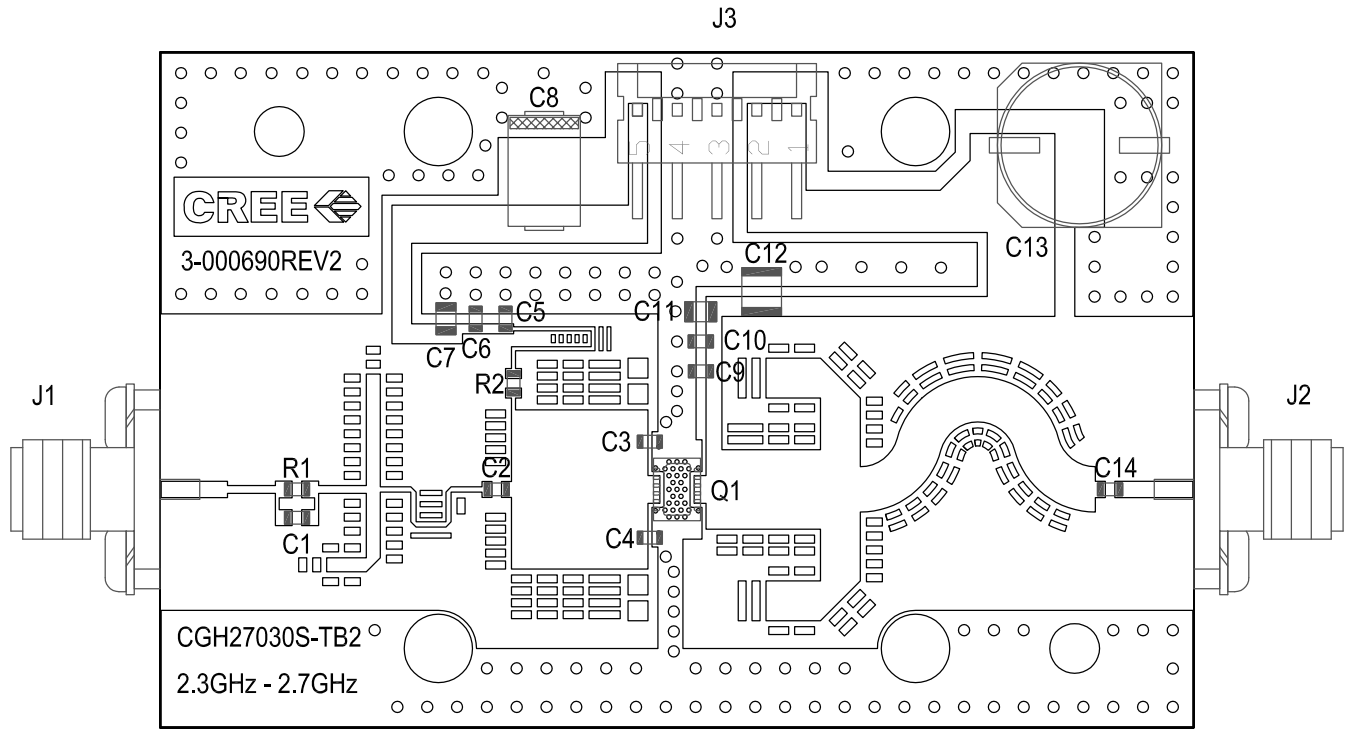 J3
C8
5 4 3 2 1
CREE
3-000690REV2
C13
C12
C11
C5
C6
C7
C10
C9
R2
J1
J2
C3
R1
C2
Q1
C14
C1
C4
CGH27030S-TB2
2.3GHz - 2.7GHz